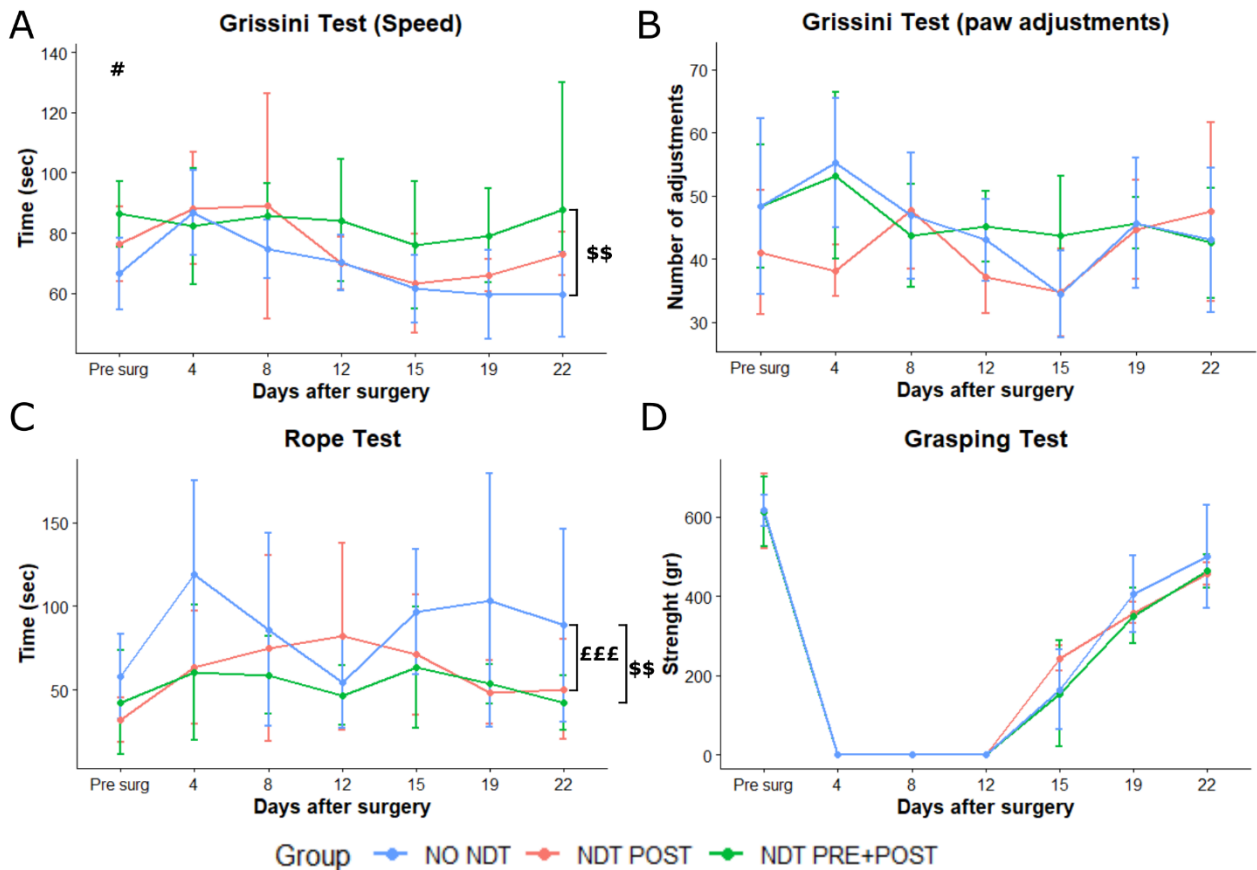 A
Grissini Test (Speed)
140
120
100
80
60
Time (sec)
#
$$
Pre surg 4 8 12 15 19 22
Days after surgery
B
Grissini Test (paw adjustments)
70
60
50
40
30
Number of adjustments
Pre surg 4 8 12 15 19 22
Days after surgery
C
Rope Test
150
100
50
Time (sec)
£££
$$
Pre surg 4 8 12 15 19 22
Days after surgery
D
Grasping Test
600
400
200
0
Strenght (gr)
Pre surg 4 8 12 15 19 22
Days after surgery
Group NO NDT NDT POST NDT PRE+POST